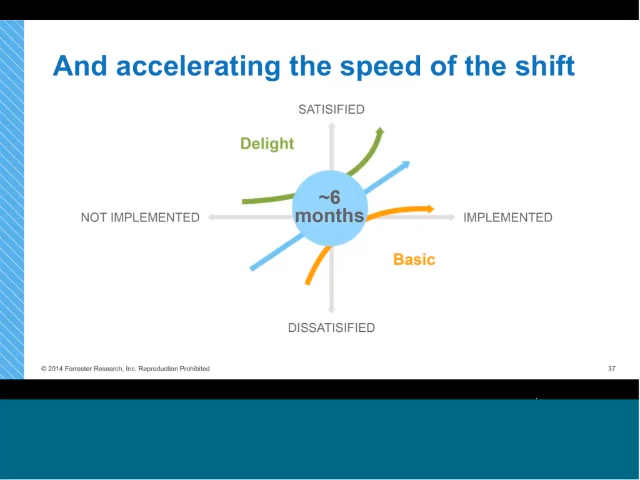 And accelerating the speed of the shift
SATISIFIED
Delight
~6
months
NOT IMPLEMENTED
IMPLEMENTED
Basic
DISSATISIFIED
© 2014 Forrester Research, Inc. Reproduction Prohibited
37